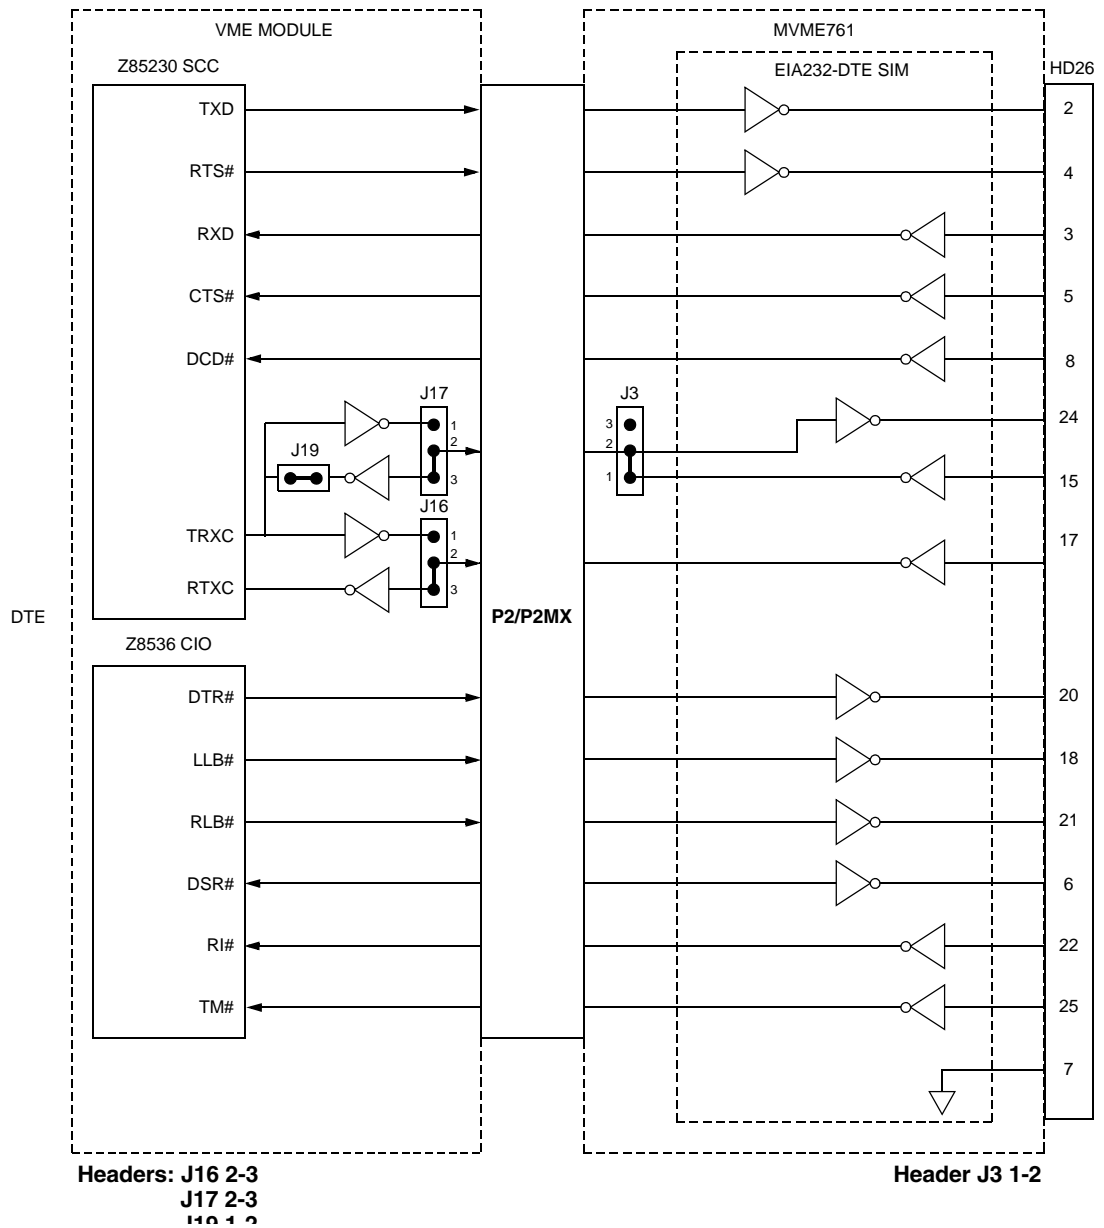 VME MODULE
MVME761
Z85230 SCC
EIA232-DTE SIM
HD26
TXD
2
RTS#
4
RXD
3
CTS#
5
DCD#
8
J17
J3
1
3
24
J19
2
2
3
1
15
J16
TRXC
1
17
2
RTXC
3
DTE
P2/P2MX
Z8536 CIO
DTR#
20
LLB#
18
RLB#
21
DSR#
6
RI#
22
TM#
25
7
Headers: J16 2-3
Header J3 1-2
J17 2-3
J19 1-2